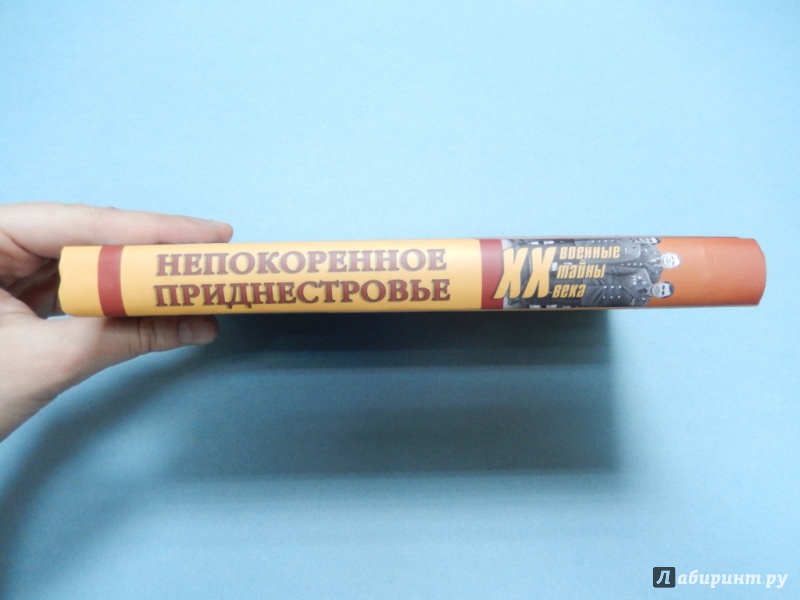 НЕПОКОРЕННОЕ
ПРИДНЕСТРОВЬЕ
военные
тайны
XX века
Лабиринт.ру